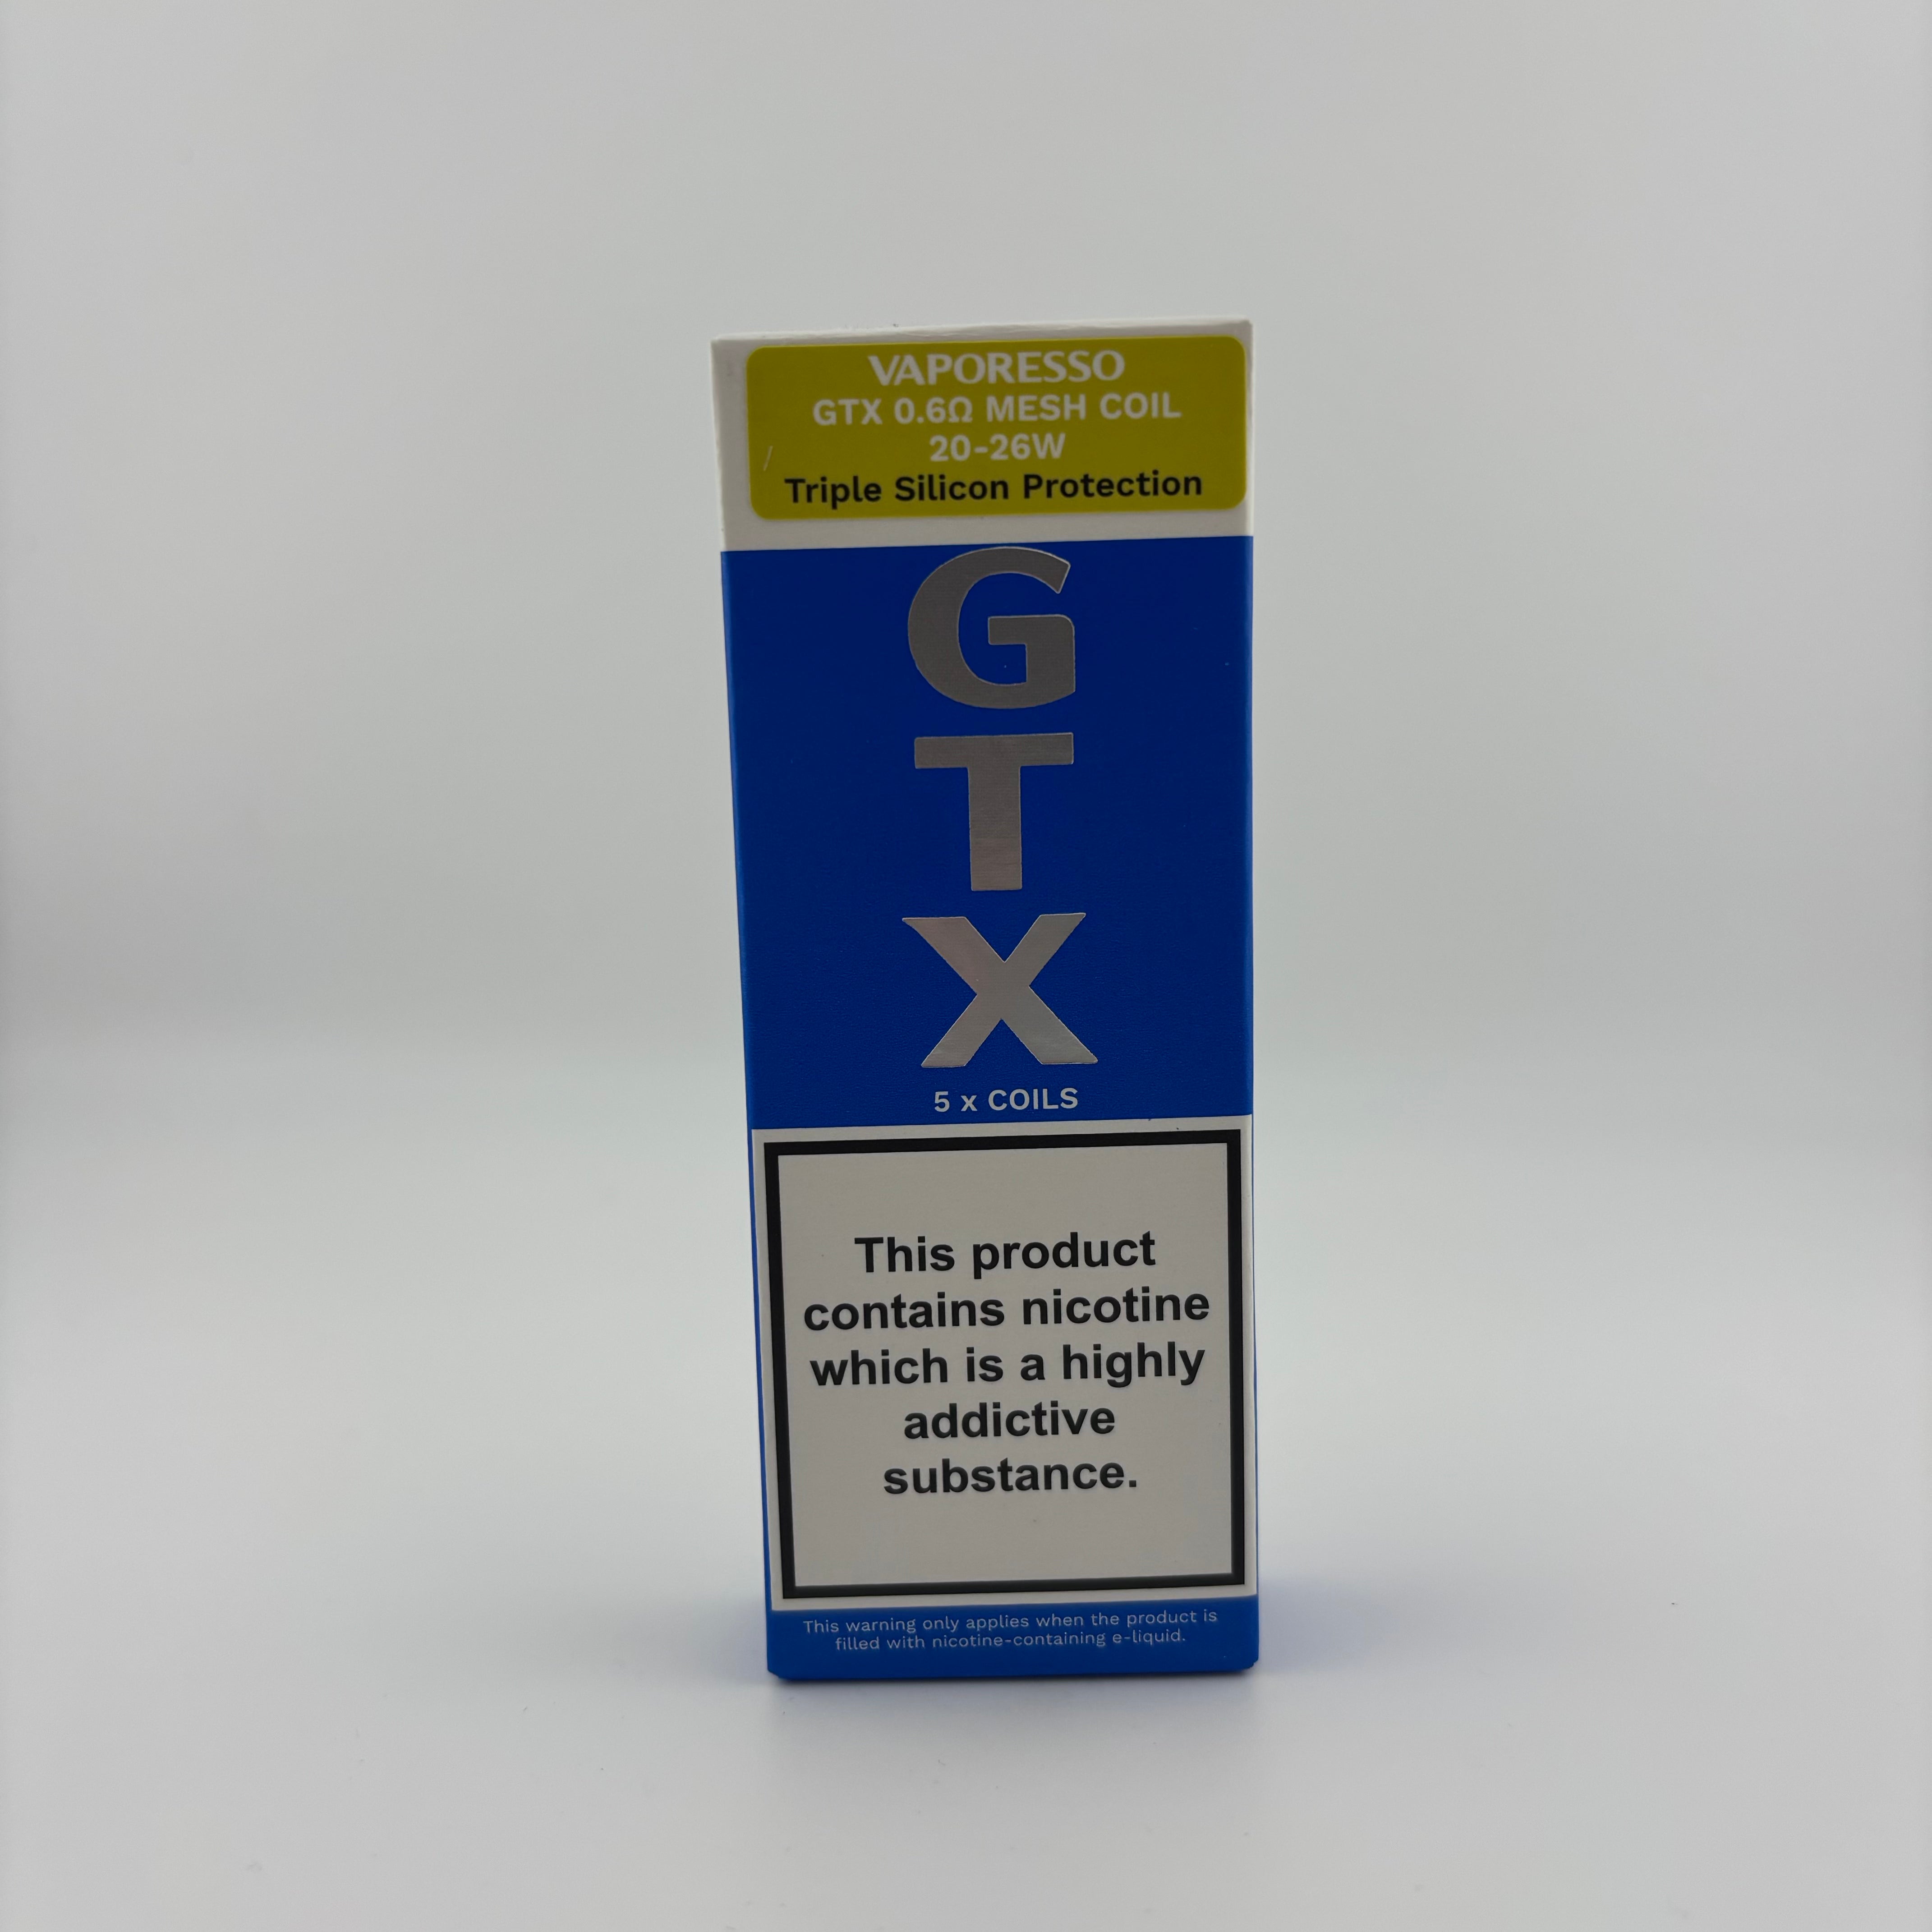 VAPORESSO
GTX 0.6Ω MESH COIL
20-26W
Triple Silicon Protection
G
T
X
5 x COILS
This product
contains nicotine
which is a highly
addictive
substance.
This warning only applies when the product is
filled with nicotine-containing e-liquid.